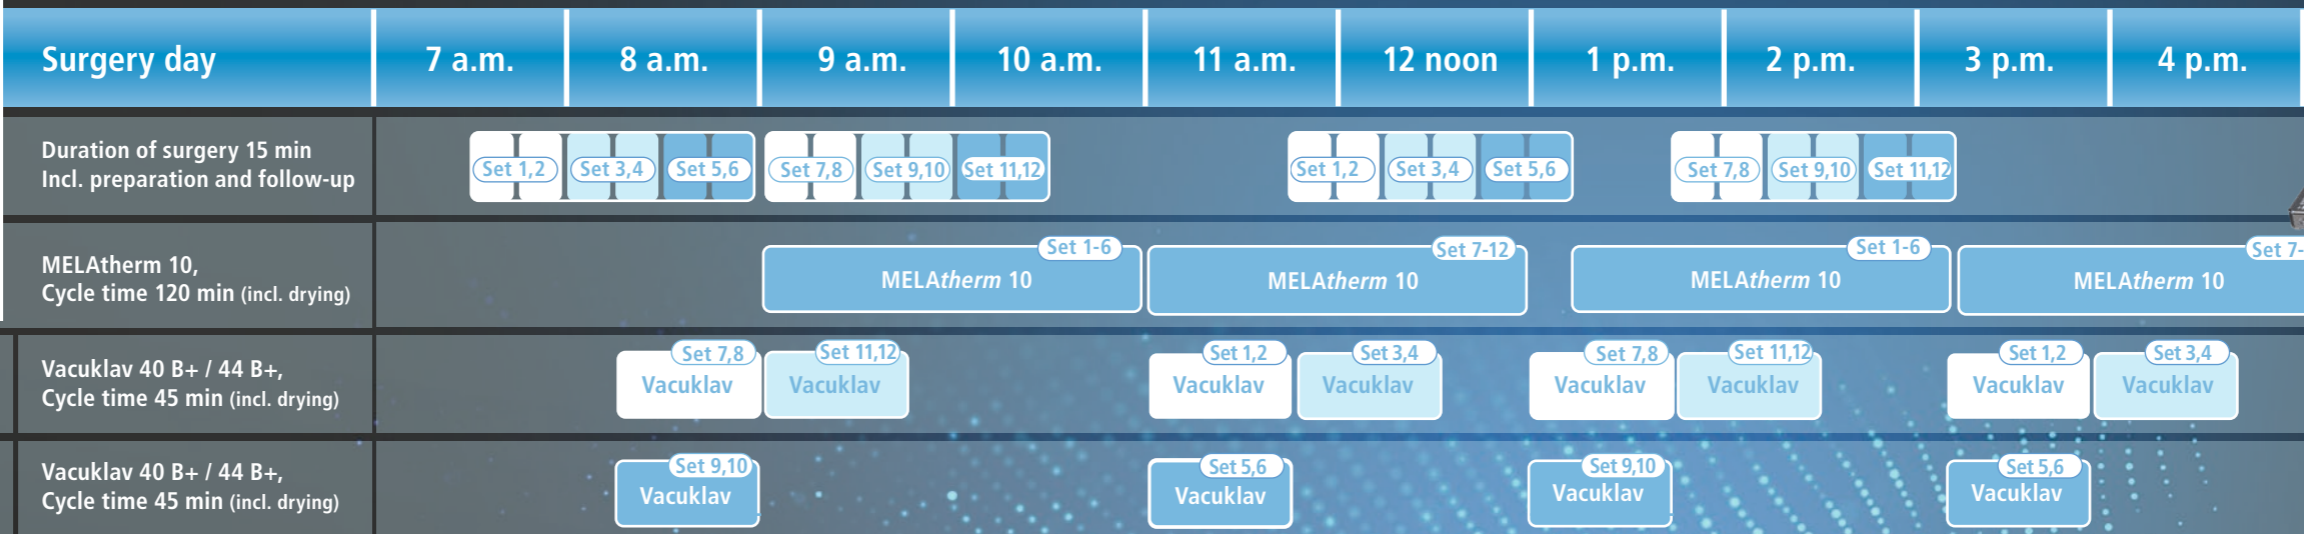 Surgery day 7 a.m. 8 a.m. 9 a.m. 10 a.m. 11 a.m. 12 noon 1 p.m. 2 p.m. 3 p.m. 4 p.m.
Duration of surgery 15 min
Incl. preparation and follow-up
Set 1,2 Set 3,4 Set 5,6 Set 7,8 Set 9,10 Set 11,12 Set 1,2 Set 3,4 Set 5,6 Set 7,8 Set 9,10 Set 11,12
MELAtherm 10,
Cycle time 120 min (incl. drying)
Set 1-6 Set 7-12 Set 1-6 Set 7-
MELAtherm 10 MELAtherm 10 MELAtherm 10 MELAtherm 10
Vacuklav 40 B+ / 44 B+,
Cycle time 45 min (incl. drying)
Set 7,8 Set 11,12 Set 1,2 Set 3,4 Set 7,8 Set 11,12 Set 1,2 Set 3,4
Vacuklav Vacuklav Vacuklav Vacuklav Vacuklav Vacuklav Vacuklav Vacuklav
Vacuklav 40 B+ / 44 B+,
Cycle time 45 min (incl. drying)
Set 9,10 Set 5,6 Set 9,10 Set 5,6
Vacuklav Vacuklav Vacuklav Vacuklav